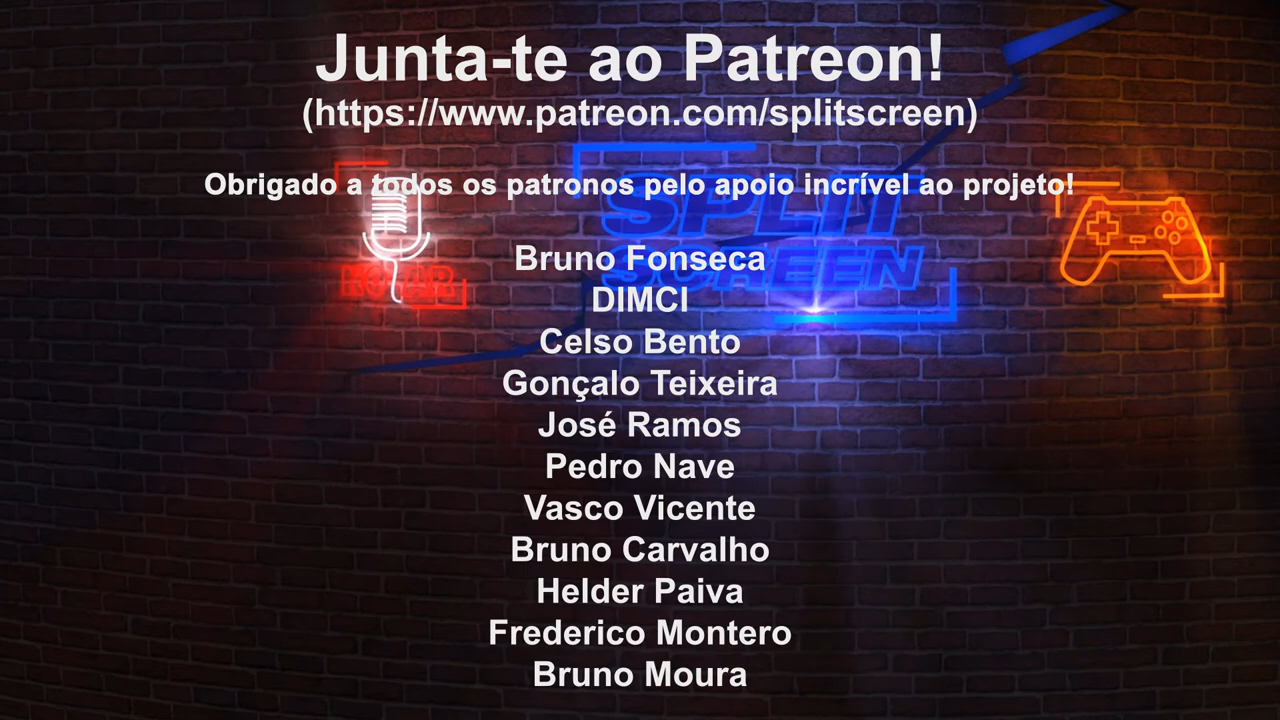 Junta-te ao Patreon!
(https://www.patreon.com/splitscreen)
Obrigado a todos os patronos pelo apoio incrível ao projeto!
SPLIT
SCREEN
Bruno Fonseca
DIMCI
Celso Bento
Gonçalo Teixeira
José Ramos
Pedro Nave
Vasco Vicente
Bruno Carvalho
Helder Paiva
Frederico Montero
Bruno Moura